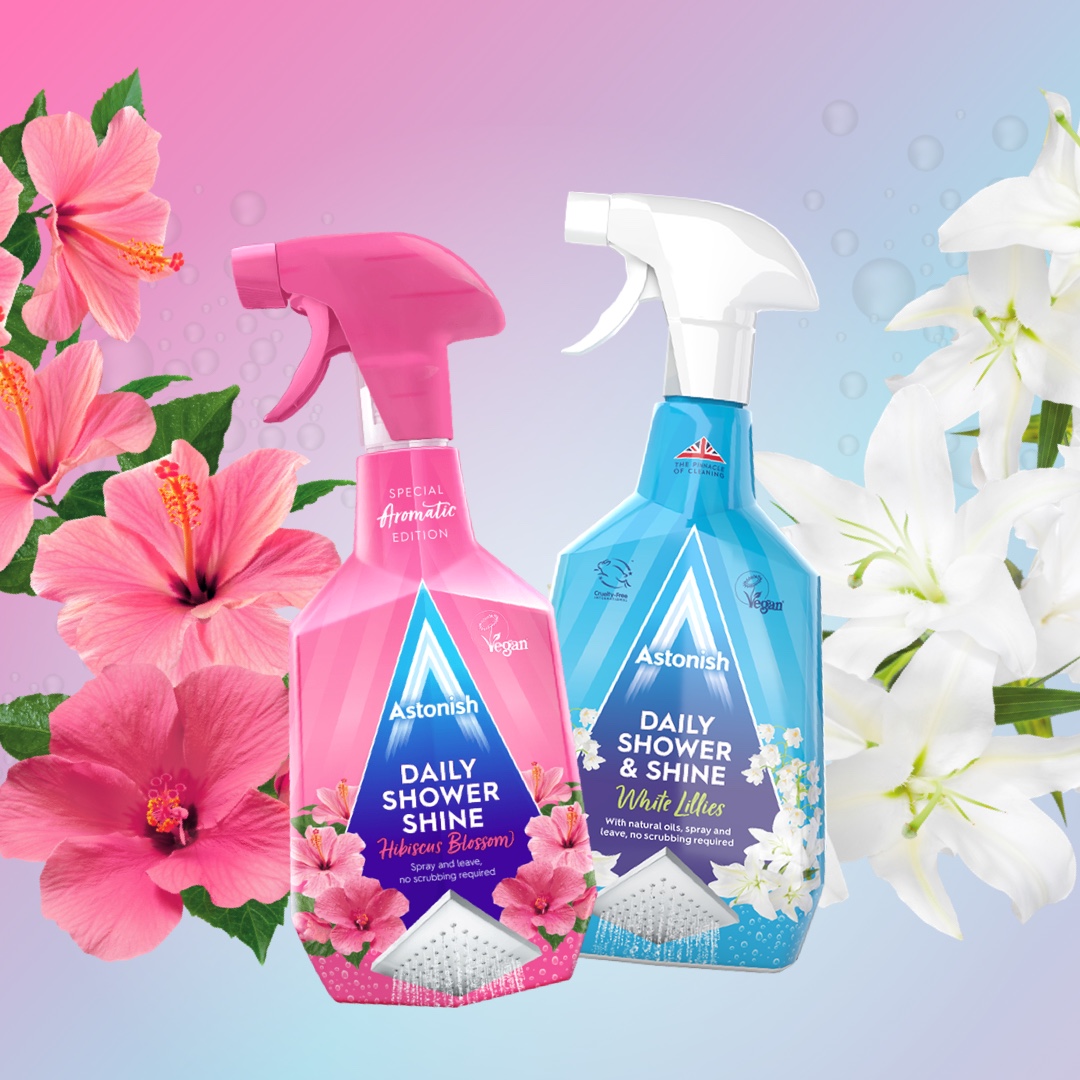 SPECIAL
Aromatic
EDITION
Vegan
Astonish
DAILY
SHOWER
SHINE
Hibiscus Blossom
Spray and leave,
no scrubbing required
THE PINNACLE
OF CLEANING
Cruelty-Free
INTERNATIONAL
Vegan
Astonish
DAILY
SHOWER
& SHINE
White Lillies
With natural oils, spray and
leave, no scrubbing required